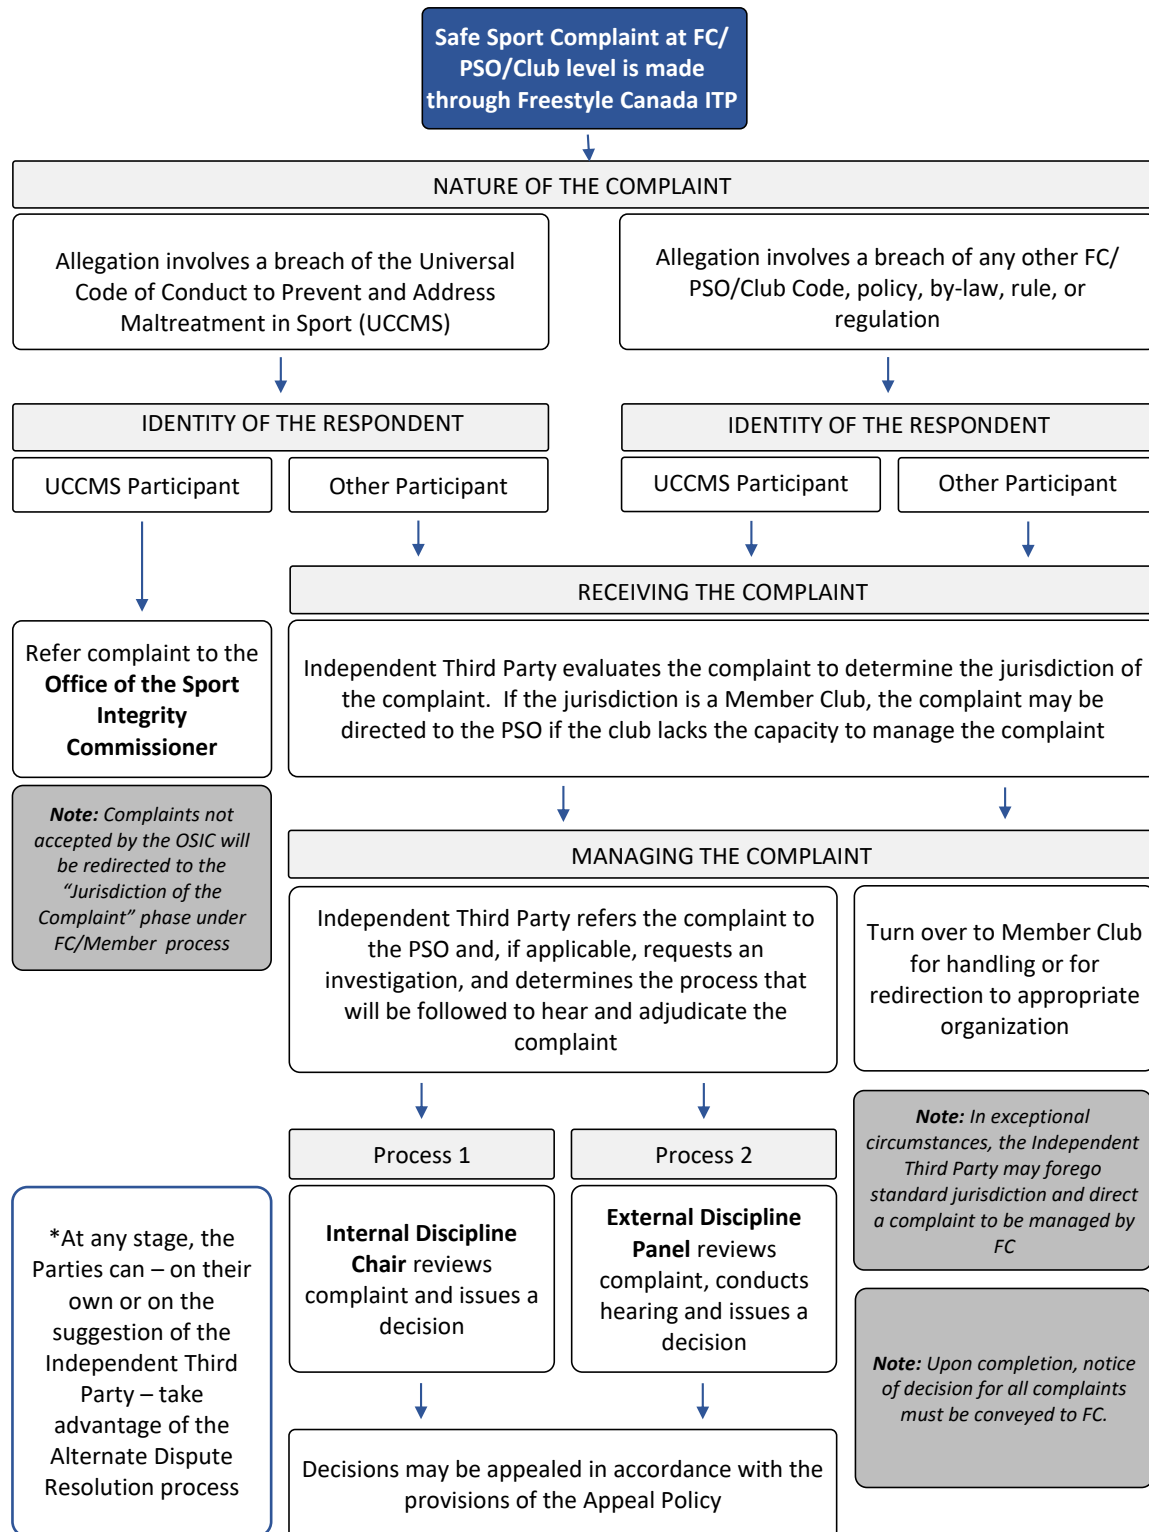 Safe Sport Complaint at FC/
PSO/Club level is made
through Freestyle Canada ITP
NATURE OF THE COMPLAINT
Allegation involves a breach of the Universal
Code of Conduct to Prevent and Address
Maltreatment in Sport (UCCMS)
Allegation involves a breach of any other FC/
PSO/Club Code, policy, by-law, rule, or
regulation
IDENTITY OF THE RESPONDENT
IDENTITY OF THE RESPONDENT
UCCMS Participant
Other Participant
UCCMS Participant
Other Participant
RECEIVING THE COMPLAINT
Refer complaint to the
Office of the Sport
Integrity
Commissioner
Independent Third Party evaluates the complaint to determine the jurisdiction of
the complaint. If the jurisdiction is a Member Club, the complaint may be
directed to the PSO if the club lacks the capacity to manage the complaint
Note: Complaints not
accepted by the OSIC will
be redirected to the
“Jurisdiction of the
Complaint” phase under
FC/Member process
MANAGING THE COMPLAINT
Independent Third Party refers the complaint to
the PSO and, if applicable, requests an
investigation, and determines the process that
will be followed to hear and adjudicate the
complaint
Turn over to Member Club
for handling or for
redirection to appropriate
organization
Process 1
Process 2
Note: In exceptional
circumstances, the Independent
Third Party may forego
standard jurisdiction and direct
a complaint to be managed by
FC
*At any stage, the
Parties can – on their
own or on the
suggestion of the
Independent Third
Party – take
advantage of the
Alternate Dispute
Resolution process
Internal Discipline
Chair reviews
complaint and issues a
decision
External Discipline
Panel reviews
complaint, conducts
hearing and issues a
decision
Note: Upon completion, notice
of decision for all complaints
must be conveyed to FC.
Decisions may be appealed in accordance with the
provisions of the Appeal Policy